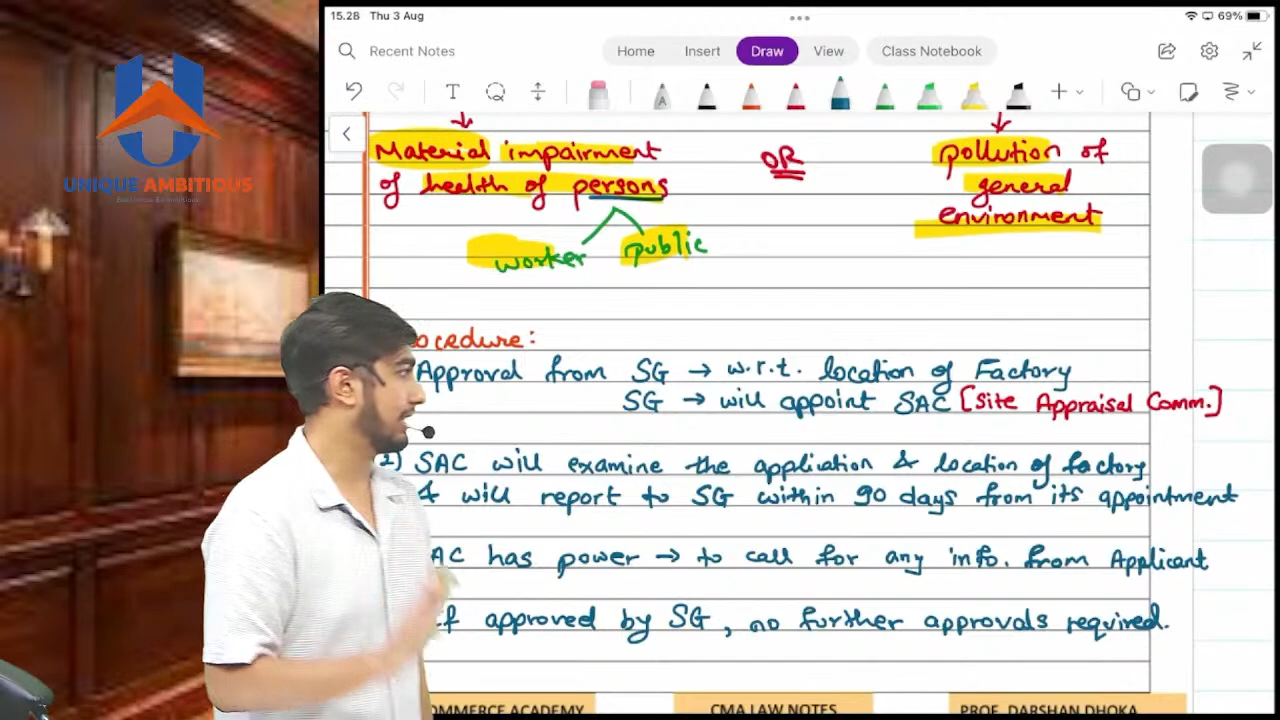 15.28 Thu 3 Aug
69%
Recent Notes
Home Insert Draw View Class Notebook
UNIQUE AMBITIOUS
Material impairment
of health of persons
OR
pollution of
general
environment
worker public
ocedure:
Approval from SG → w.r.t. location of Factory
SG → will appoint SAC [Site Appraisal Comm.]
2) SAC will examine the application & location of factory
& will report to SG within 90 days from its appointment
AC has power → to call for any info. from Applicant
If approved by SG, no further approvals required.
OMMERCE ACADEMY
CMA LAW NOTES
PROF. DARSHAN DHOKA